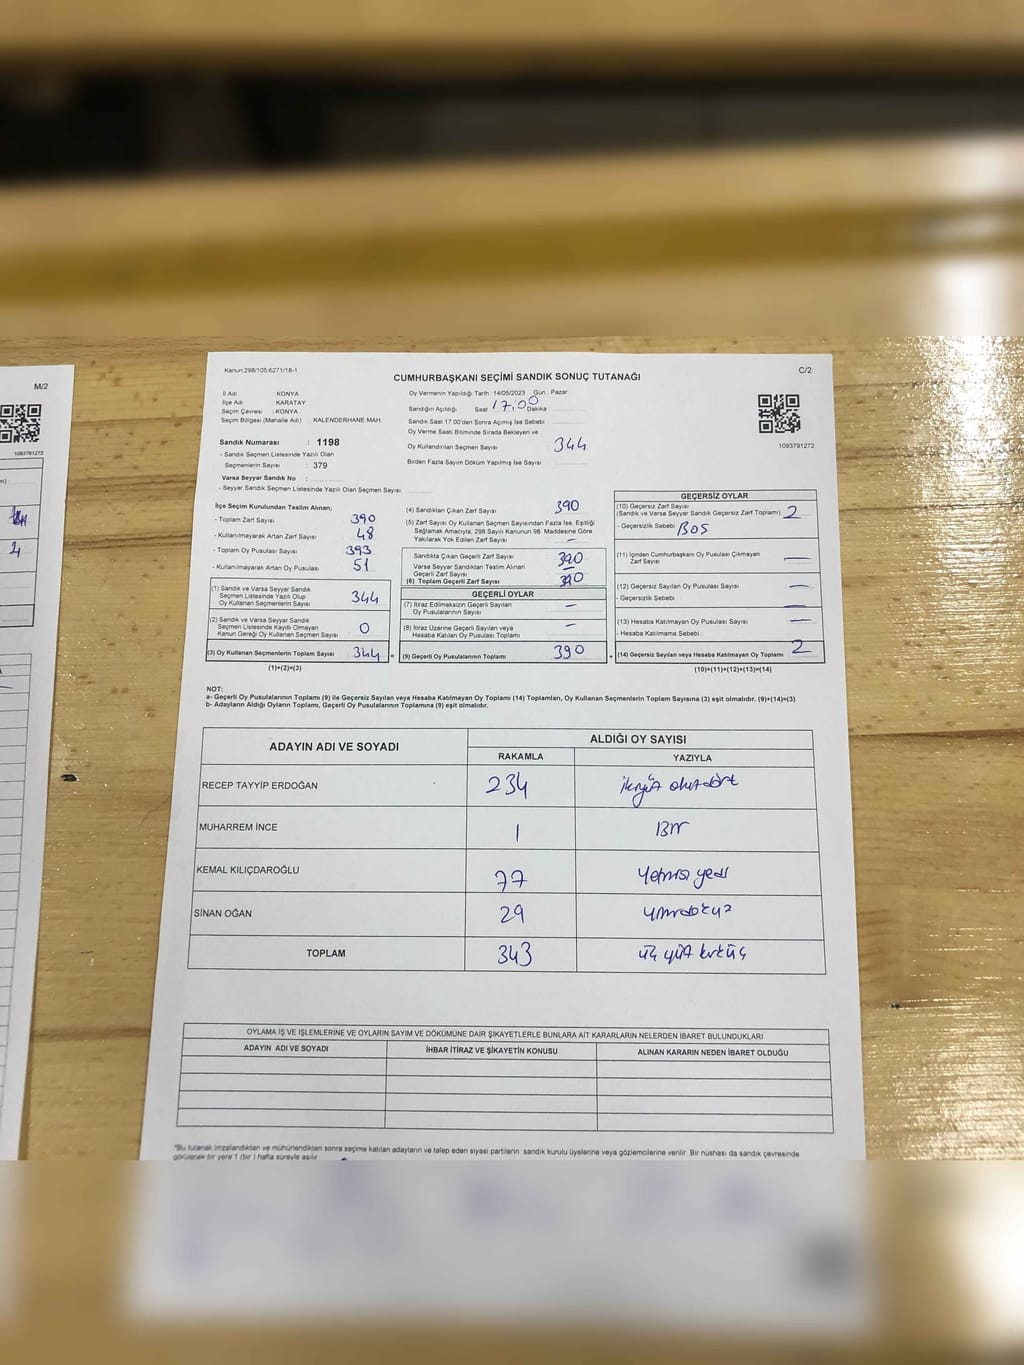 M/2
1093791272
Kanun:298/105;6271/18-1
C/2
CUMHURBAŞKANI SEÇİMİ SANDIK SONUÇ TUTANAĞI
İl Adı : KONYA
İlçe Adı : KARATAY
Seçim Çevresi : KONYA
Seçim Bölgesi (Mahalle Adı) : KALENDERHANE MAH.
Sandık Numarası : 1198
- Sandık Seçmen Listesinde Yazılı Olan
Seçmenlerin Sayısı : 379
Varsa Seyyar Sandık No :
- Seyyar Sandık Seçmen Listesinde Yazılı Olan Seçmen Sayısı
Oy Vermenin Yapıldığı Tarih : 14/05/2023 Gün : Pazar
Sandığın Açıldığı Saat 17:00 Dakika :
Sandık Saat 17:00'den Sonra Açılmış İse Sebebi :
Oy Verme Saati Bitiminde Sırada Bekleyen ve
Oy Kullandırılan Seçmen Sayısı 344
Birden Fazla Sayım Döküm Yapılmış İse Sayısı
1093791272
İlçe Seçim Kurulundan Teslim Alınan;
- Toplam Zarf Sayısı 390
- Kullanılmayarak Artan Zarf Sayısı 48
- Toplam Oy Pusulası Sayısı 393
- Kullanılmayarak Artan Oy Pusulası 51
(1) Sandık ve Varsa Seyyar Sandık
Seçmen Listesinde Yazılı Olup
Oy Kullanan Seçmenlerin Sayısı 344
(2) Sandık ve Varsa Seyyar Sandık
Seçmen Listesinde Kayıtlı Olmayan
Kanun Gereği Oy Kullanan Seçmen Sayısı 0
(3) Oy Kullanan Seçmenlerin Toplam Sayısı 344 =
(1)+(2)=(3)
(4) Sandıktan Çıkan Zarf Sayısı 390
(5) Zarf Sayısı Oy Kullanan Seçmen Sayısından Fazla İse, Eşitliği
Sağlamak Amacıyla; 298 Sayılı Kanunun 98. Maddesine Göre
Yakılarak Yok Edilen Zarf Sayısı —
Sandıkta Çıkan Geçerli Zarf Sayısı 390
Varsa Seyyar Sandıktan Teslim Alınan
Geçerli Zarf Sayısı —
(6) Toplam Geçerli Zarf Sayısı 390
GEÇERLİ OYLAR
(7) İtiraz Edilmeksizin Geçerli Sayılan
Oy Pusulalarının Sayısı —
(8) İtiraz Üzerine Geçerli Sayılan veya
Hesaba Katılan Oy Pusulası Toplamı —
(9) Geçerli Oy Pusulalarının Toplamı 390 +
GEÇERSİZ OYLAR
(10) Geçersiz Zarf Sayısı
(Sandık ve Varsa Seyyar Sandık Geçersiz Zarf Toplamı) 2
- Geçersizlik Sebebi : BOŞ
(11) İçinden Cumhurbaşkanı Oy Pusulası Çıkmayan
Zarf Sayısı —
(12) Geçersiz Sayılan Oy Pusulası Sayısı —
- Geçersizlik Sebebi : —
(13) Hesaba Katılmayan Oy Pusulası Sayısı —
- Hesaba Katılmama Sebebi :
(14) Geçersiz Sayılan veya Hesaba Katılmayan Oy Toplamı 2
(10)+(11)+(12)+(13)=(14)
NOT:
a- Geçerli Oy Pusulalarının Toplamı (9) ile Geçersiz Sayılan veya Hesaba Katılmayan Oy Toplamı (14) Toplamları, Oy Kullanan Seçmenlerin Toplam Sayısına (3) eşit olmalıdır. (9)+(14)=(3)
b- Adayların Aldığı Oyların Toplamı, Geçerli Oy Pusulalarının Toplamına (9) eşit olmalıdır.
ADAYIN ADI VE SOYADI
ALDIĞI OY SAYISI
RAKAMLA YAZIYLA
RECEP TAYYİP ERDOĞAN 234 ikiyüz otuz dört
MUHARREM İNCE 1 Bir
KEMAL KILIÇDAROĞLU 77 Yetmiş yedi
SİNAN OĞAN 29 yirmidokuz
TOPLAM 343 üç yüz kırk üç
OYLAMA İŞ VE İŞLEMLERİNE VE OYLARIN SAYIM VE DÖKÜMÜNE DAİR ŞİKAYETLERLE BUNLARA AİT KARARLARIN NELERDEN İBARET BULUNDUKLARI
ADAYIN ADI VE SOYADI İHBAR İTİRAZ VE ŞİKAYETİN KONUSU ALINAN KARARIN NEDEN İBARET OLDUĞU
*Bu tutanak imzalandıktan ve mühürlendikten sonra seçime katılan adayların ve talep eden siyasi partilerin sandık kurulu üyelerine veya gözlemcilerine verilir. Bir nüshası da sandık çevresinde
görülecek bir yere 1 (bir) hafta süreyle asılır.